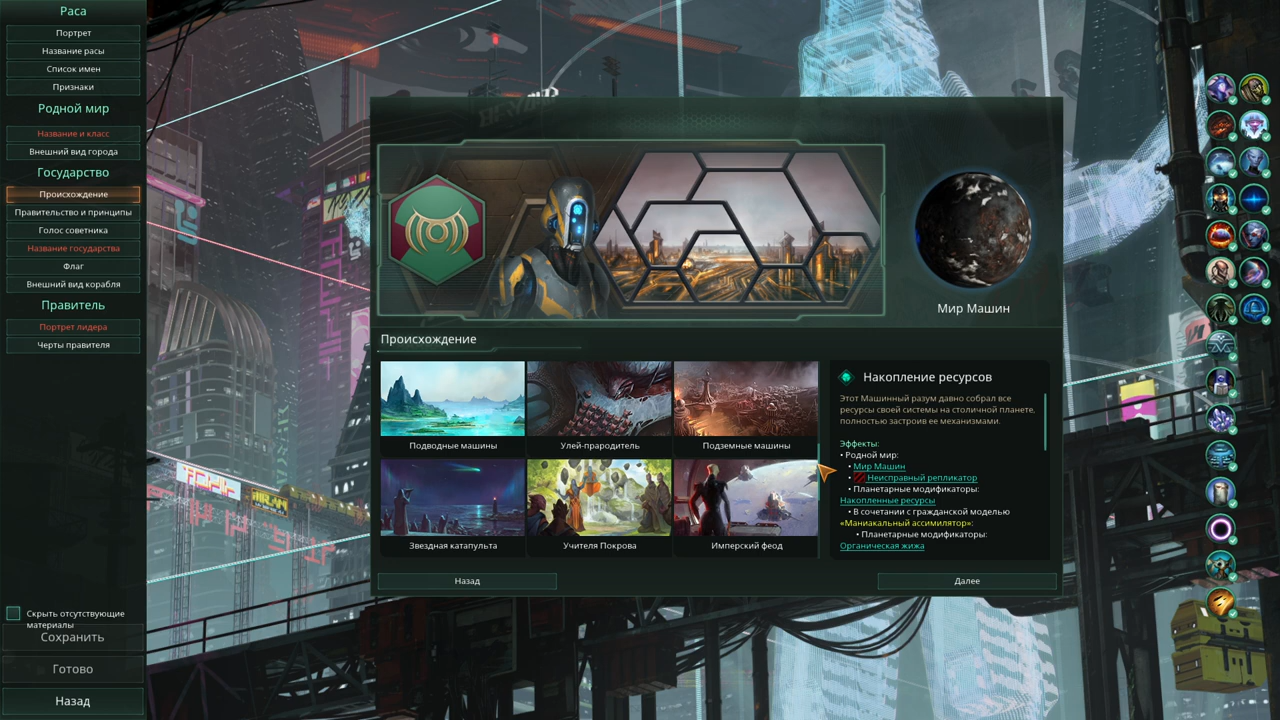 Раса
Портрет
Название расы
Список имен
Признаки
Родной мир
Название и класс
Внешний вид города
Государство
Происхождение
Правительство и принципы
Голос советника
Название государства
Флаг
Внешний вид корабля
Правитель
Портрет лидера
Черты правителя
Скрыть отсутствующие
материалы
Сохранить
Готово
Назад
Мир Машин
Происхождение
Подводные машины
Улей-прародитель
Подземные машины
Звездная катапульта
Учителя Покрова
Имперский феод
Накопление ресурсов
Этот Машинный разум давно собрал все
ресурсы своей системы на столичной планете,
полностью застроив ее механизмами.
Эффекты:
• Родной мир:
• Мир Машин
• Неисправный репликатор
• Планетарные модификаторы:
Накопленные ресурсы
• В сочетании с гражданской моделью
«Маниакальный ассимилятор»:
• Планетарные модификаторы:
Органическая жижа
Назад
Далее